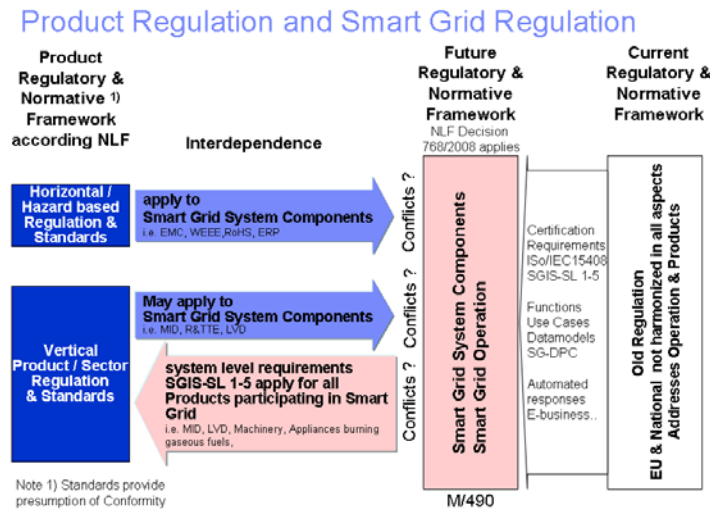 Product Regulation and Smart Grid Regulation
Product
Regulatory &
Normative 1)
Framework
according NLF
Interdependence
Future
Regulatory &
Normative
Framework
NLF Decision
768/2008 applies
Current
Regulatory &
Normative
Framework
Horizontal /
Hazard based
Regulation &
Standards
apply to
Smart Grid System Components
i.e. EMC, WEEE,RoHS, ERP
Conflicts ?
Vertical
Product / Sector
Regulation
& Standards
May apply to
Smart Grid System Components
i.e. MID, R&TTE, LVD
Conflicts ?
system level requirements
SGIS-SL 1-5 apply for all
Products participating in Smart
Grid
i.e. MID, LVD, Machinery, Appliances burning
gaseous fuels,
Conflicts ?
Smart Grid System Components
Smart Grid Operation
M/490
Certification
Requirements
ISo/IEC15408
SGIS-SL 1-5
Functions
Use Cases
Datamodels
SG-DPC
Automated
responses
E-business..
Old Regulation
EU & National not harmonized in all aspects
Addresses Operation & Products
Note 1) Standards provide
presumption of Conformity